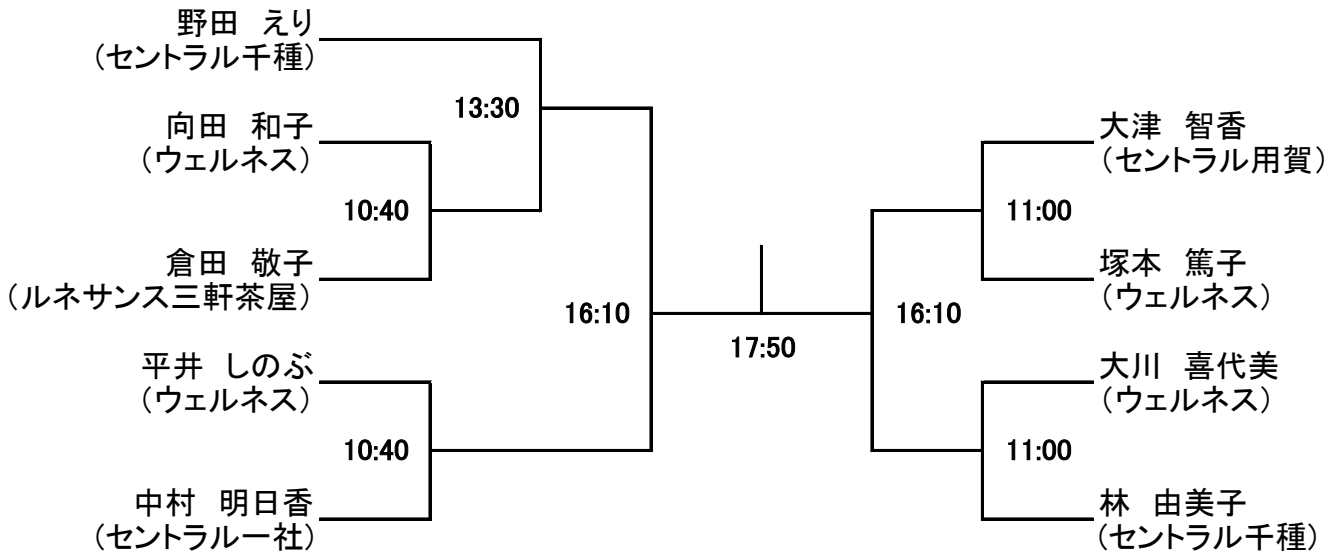 野田　えり
（セントラル千種）
13:30
向田　和子
（ウェルネス）
10:40
倉田　敬子
（ルネサンス三軒茶屋）
16:10
平井　しのぶ
（ウェルネス）
10:40
中村　明日香
（セントラル一社）
17:50
大津　智香
（セントラル用賀）
11:00
塚本　篤子
（ウェルネス）
16:10
大川　喜代美
（ウェルネス）
11:00
林　由美子
（セントラル千種）